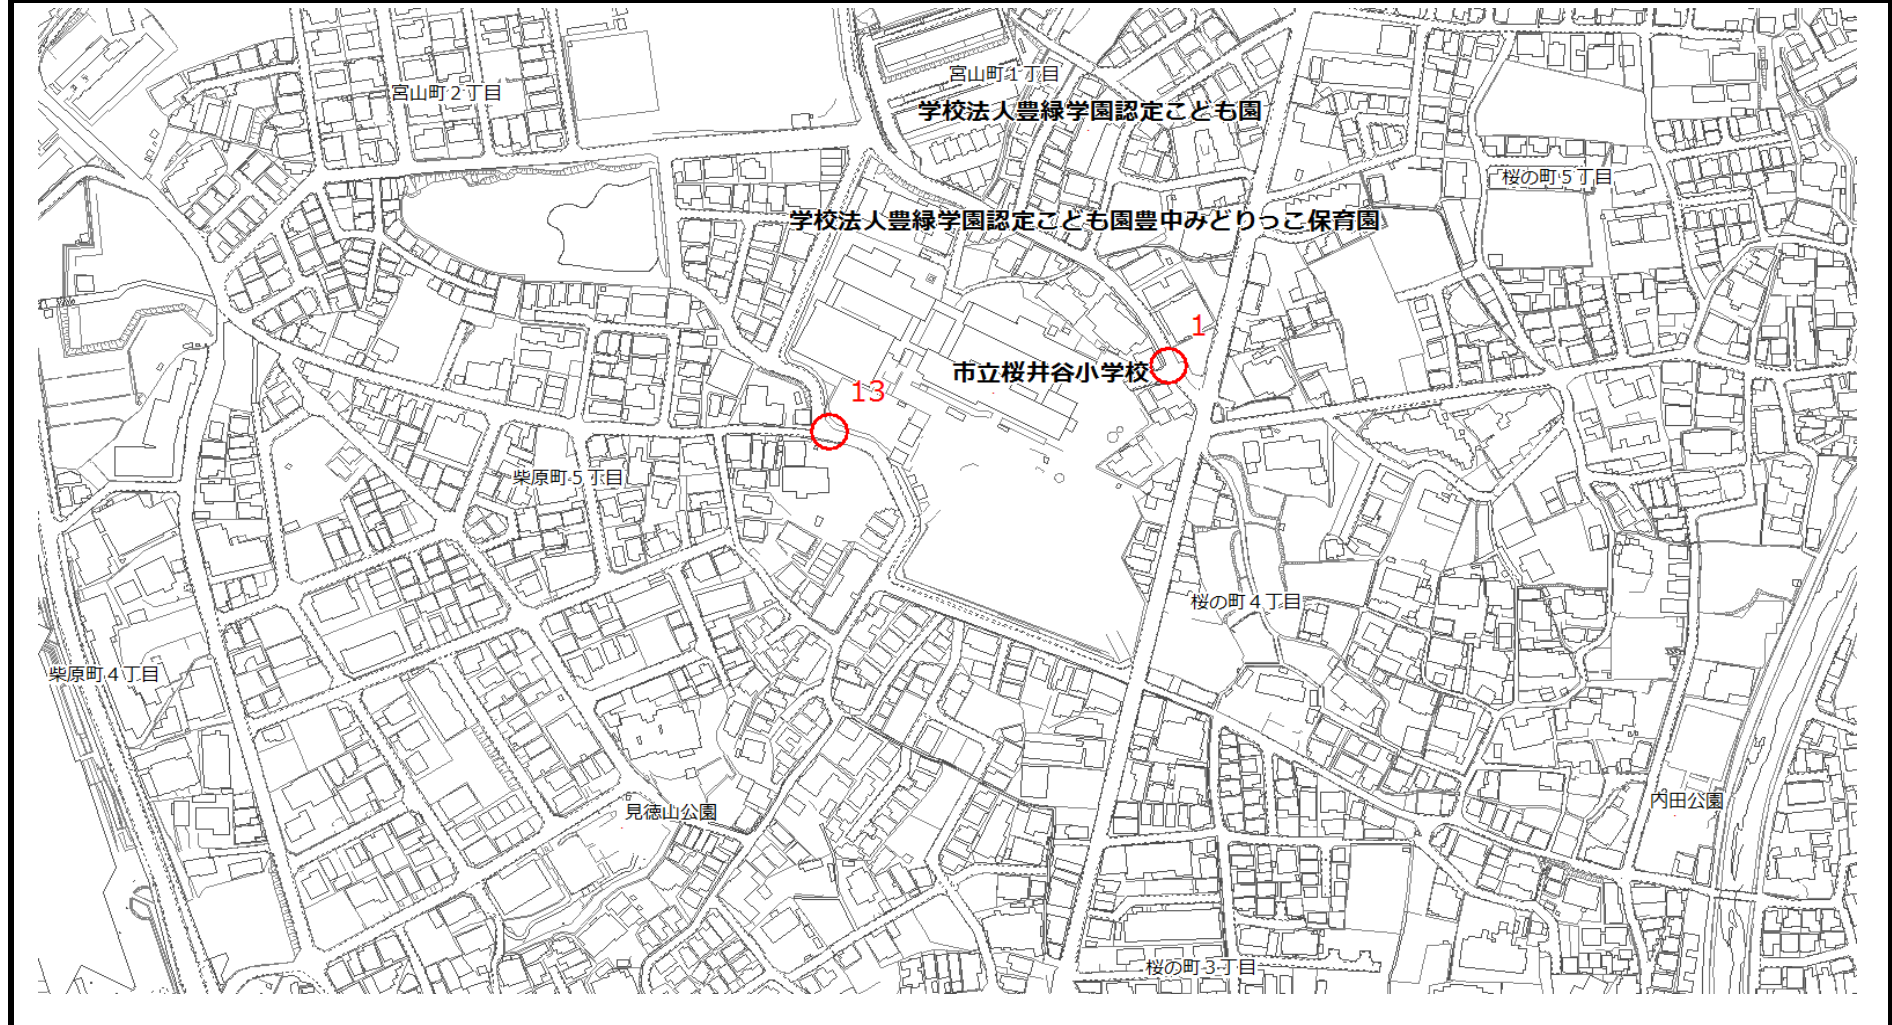 宮山町1丁目
宮山町2丁目
学校法人豊緑学園認定こども園
桜の町5丁目
学校法人豊緑学園認定こども園豊中みどりっこ保育園
1
市立桜井谷小学校
13
柴原町5丁目
桜の町4丁目
柴原町4丁目
内田公園
見徳山公園
桜の町3丁目